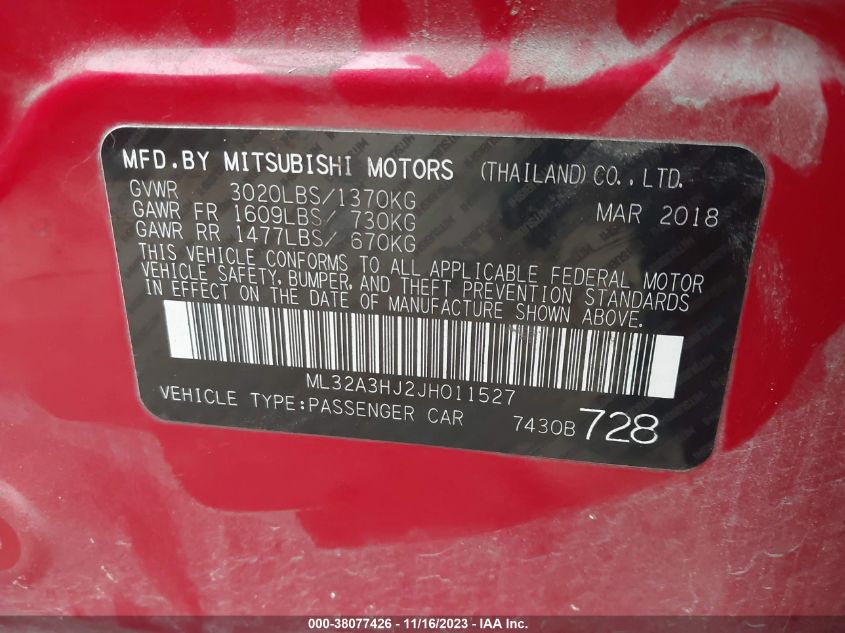 MFD.BY MITSUBISHI MOTORS (THAILAND) CO., LTD.
GVWR 3020LBS/1370KG MAR 2018
GAWR FR 1609LBS/ 730KG
GAWR RR 1477LBS/ 670KG
THIS VEHICLE CONFORMS TO ALL APPLICABLE FEDERAL MOTOR
VEHICLE SAFETY, BUMPER, AND THEFT PREVENTION STANDARDS
IN EFFECT ON THE DATE OF MANUFACTURE SHOWN ABOVE.
ML32A3HJ2JH011527
VEHICLE TYPE:PASSENGER CAR 7430B 728
000-38077426 - 11/16/2023 - IAA Inc.